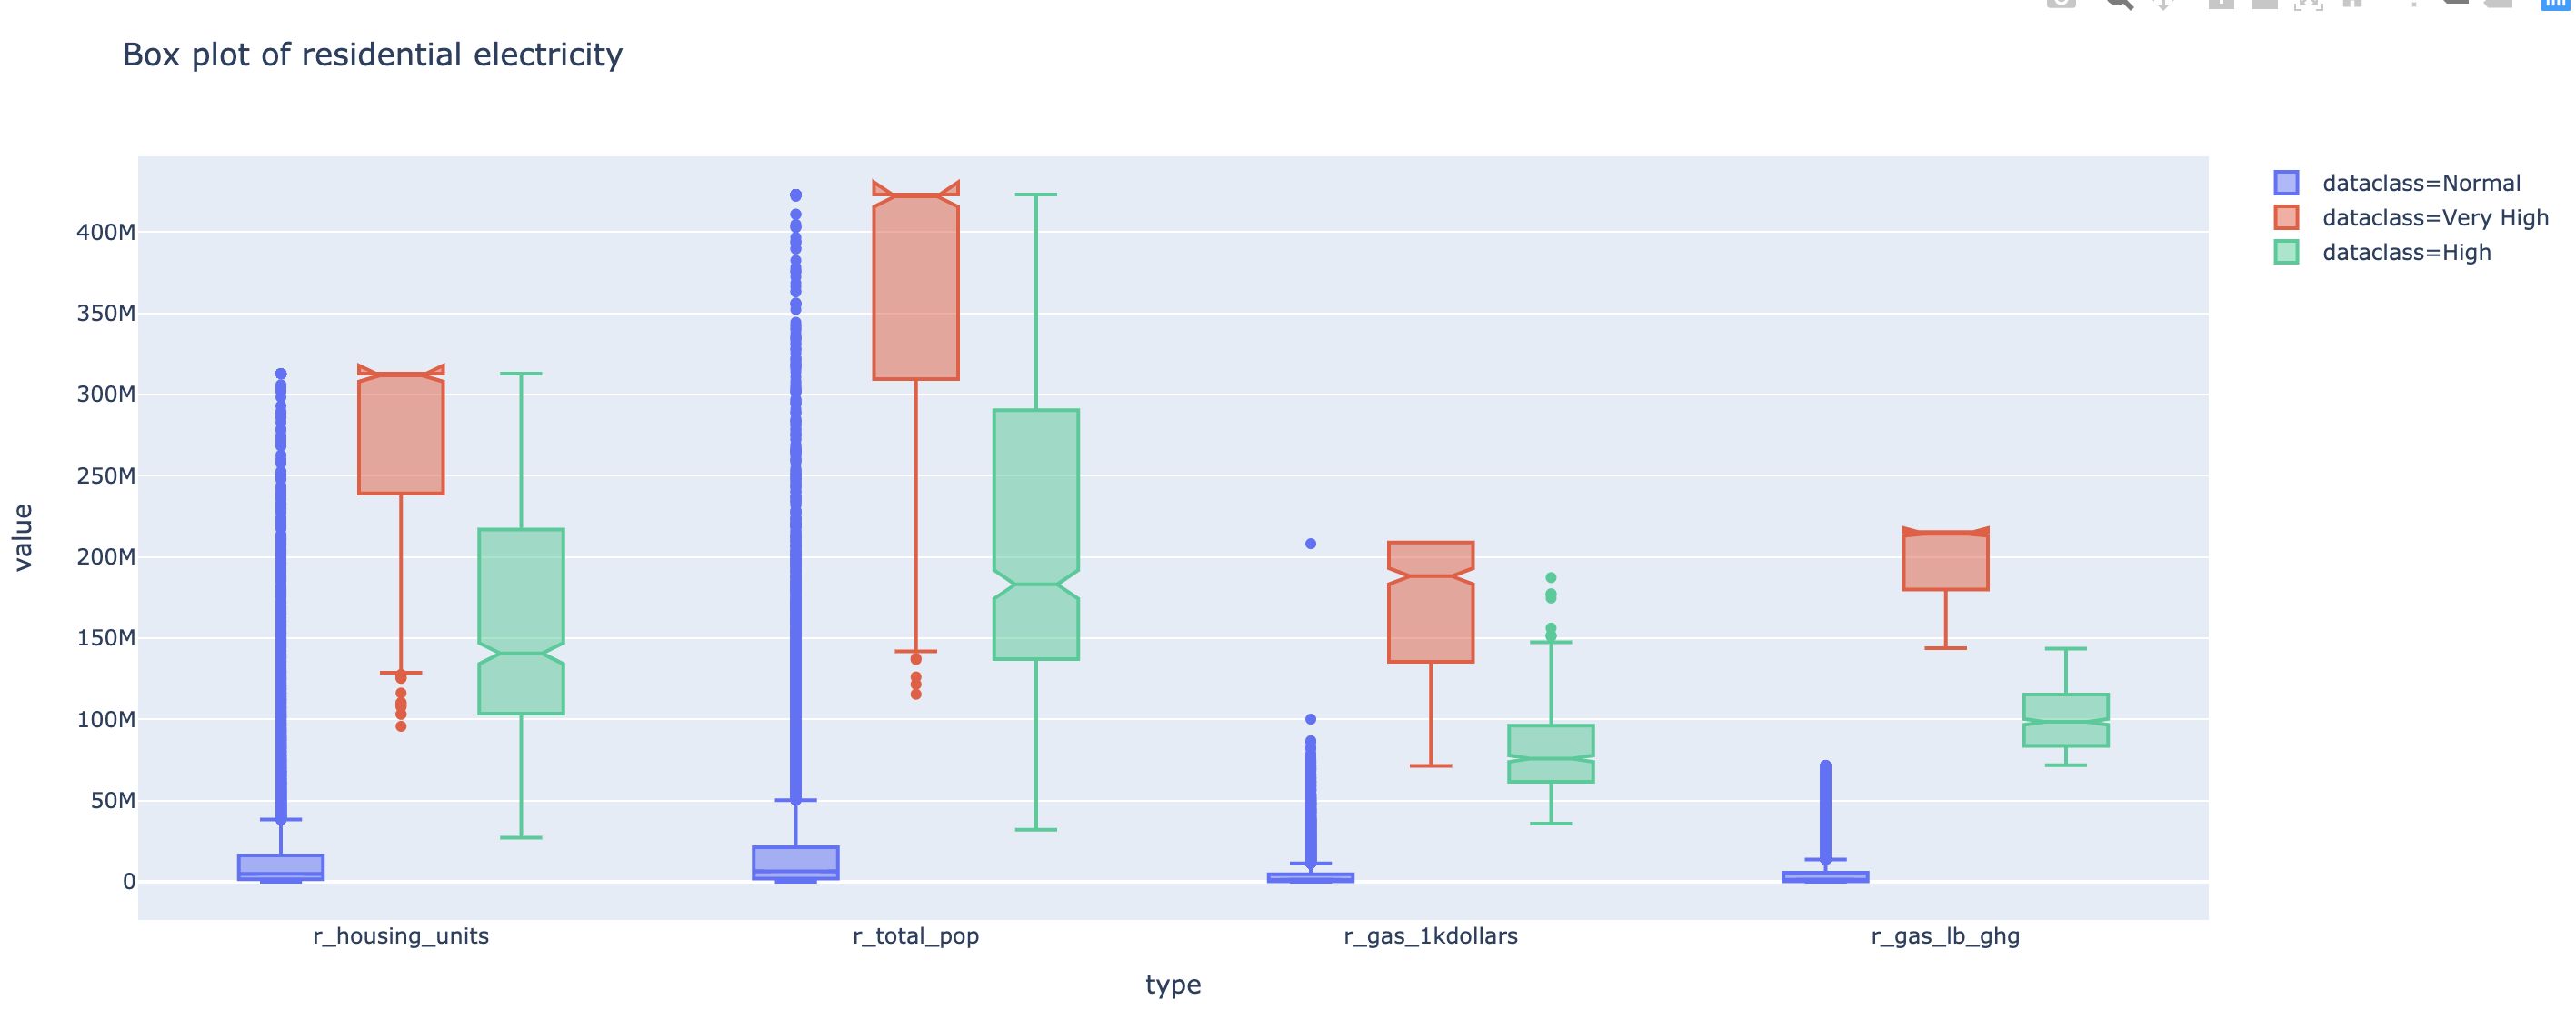 Box plot of residential electricity
dataclass=Normal
dataclass=Very High
dataclass=High
value
400M
350M
300M
250M
200M
150M
100M
50M
0
r_housing_units
r_total_pop
r_gas_1kdollars
r_gas_lb_ghg
type